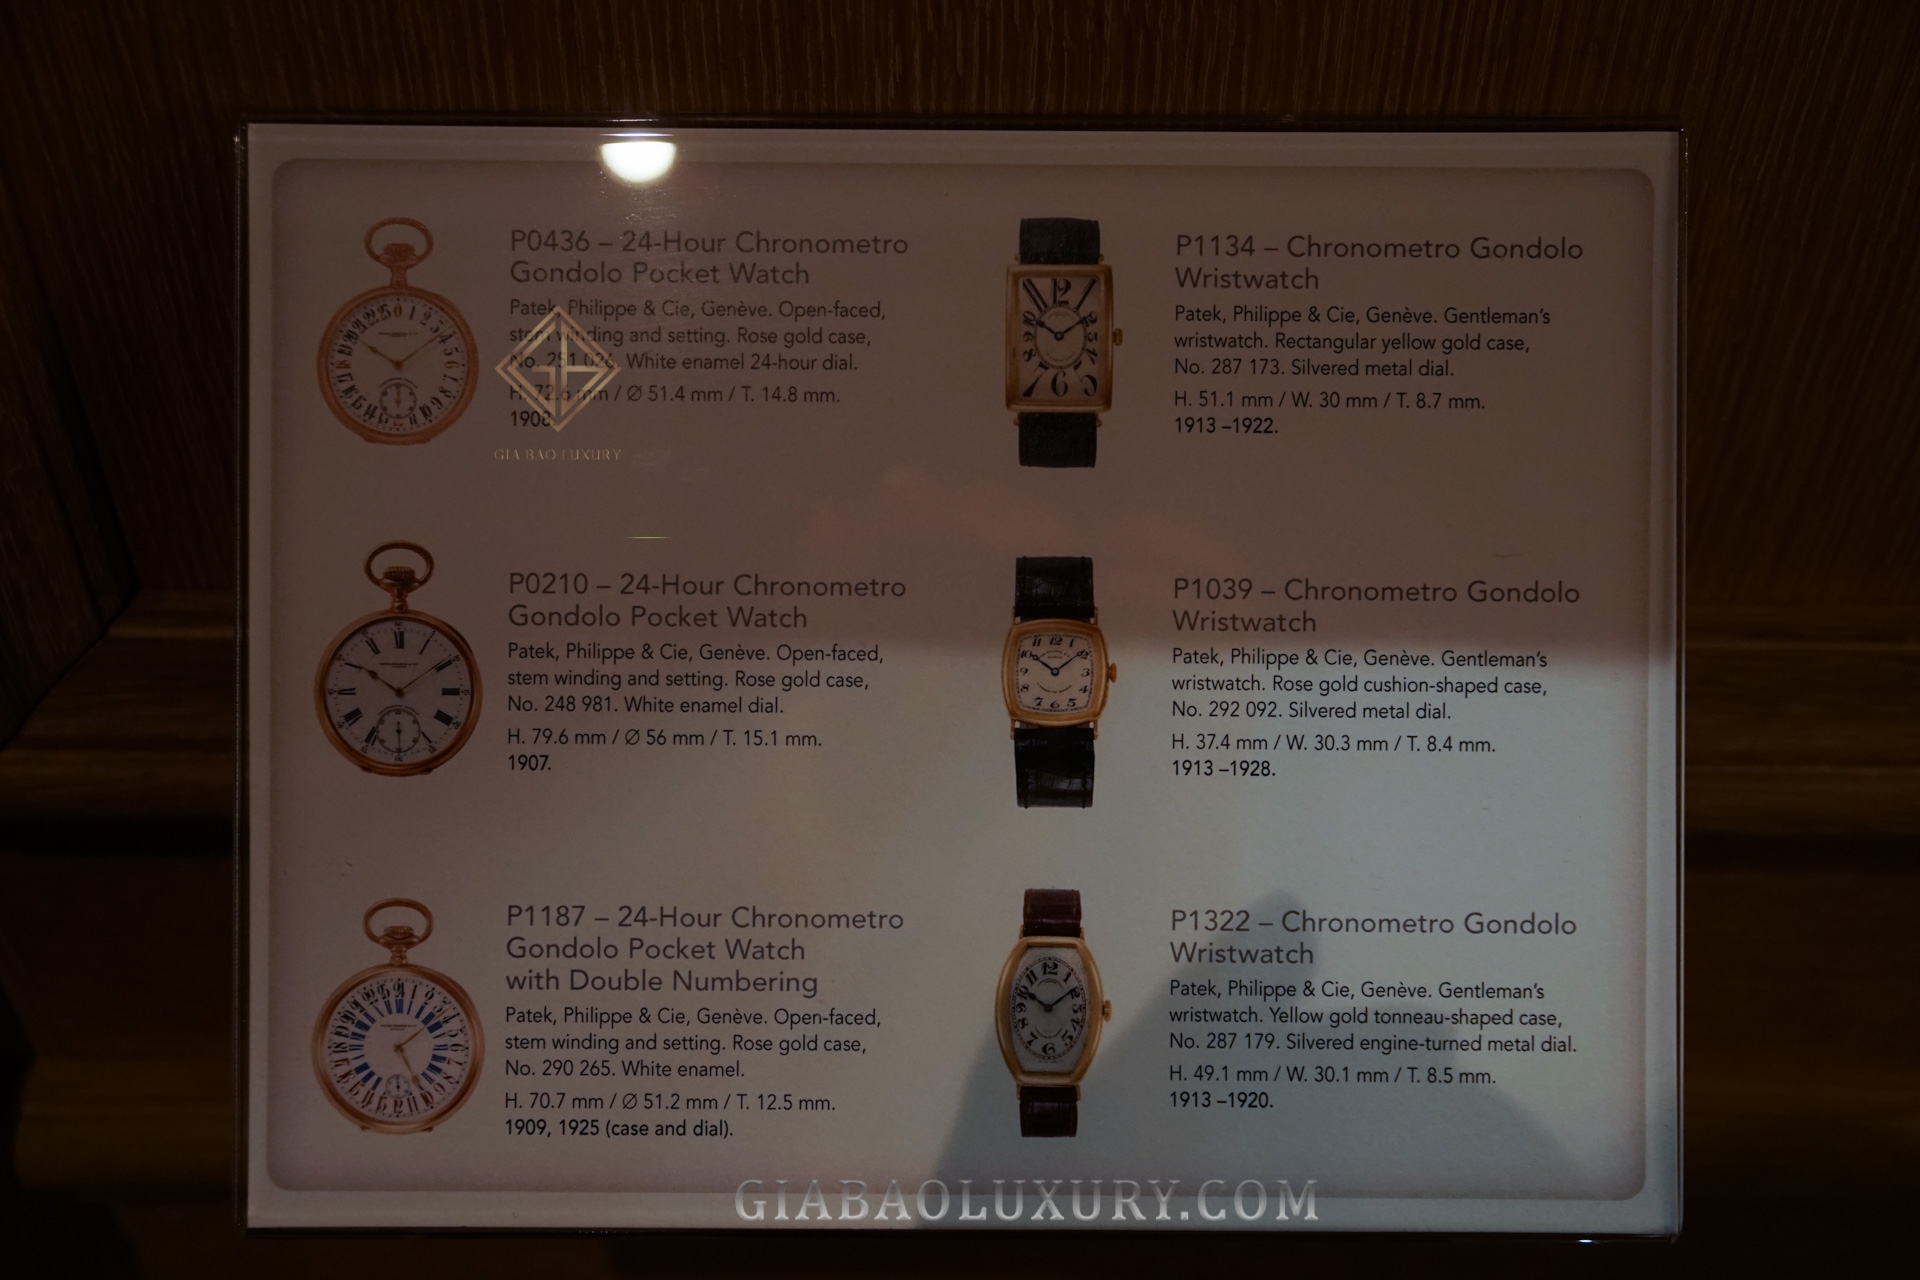 P0436 – 24-Hour Chronometro
Gondolo Pocket Watch
Patek, Philippe & Cie, Genève. Open-faced,
stem winding and setting. Rose gold case,
No. 251 026. White enamel 24-hour dial.
H. 72.6 mm / Ø 51.4 mm / T. 14.8 mm.
1908.
GIA BAO LUXURY
P0210 – 24-Hour Chronometro
Gondolo Pocket Watch
Patek, Philippe & Cie, Genève. Open-faced,
stem winding and setting. Rose gold case,
No. 248 981. White enamel dial.
H. 79.6 mm / Ø 56 mm / T. 15.1 mm.
1907.
P1187 – 24-Hour Chronometro
Gondolo Pocket Watch
with Double Numbering
Patek, Philippe & Cie, Genève. Open-faced,
stem winding and setting. Rose gold case,
No. 290 265. White enamel.
H. 70.7 mm / Ø 51.2 mm / T. 12.5 mm.
1909, 1925 (case and dial).
P1134 – Chronometro Gondolo
Wristwatch
Patek, Philippe & Cie, Genève. Gentleman's
wristwatch. Rectangular yellow gold case,
No. 287 173. Silvered metal dial.
H. 51.1 mm / W. 30 mm / T. 8.7 mm.
1913 –1922.
P1039 – Chronometro Gondolo
Wristwatch
Patek, Philippe & Cie, Genève. Gentleman's
wristwatch. Rose gold cushion-shaped case,
No. 292 092. Silvered metal dial.
H. 37.4 mm / W. 30.3 mm / T. 8.4 mm.
1913 –1928.
P1322 – Chronometro Gondolo
Wristwatch
Patek, Philippe & Cie, Genève. Gentleman's
wristwatch. Yellow gold tonneau-shaped case,
No. 287 179. Silvered engine-turned metal dial.
H. 49.1 mm / W. 30.1 mm / T. 8.5 mm.
1913 –1920.
GIABAOLUXURY.COM